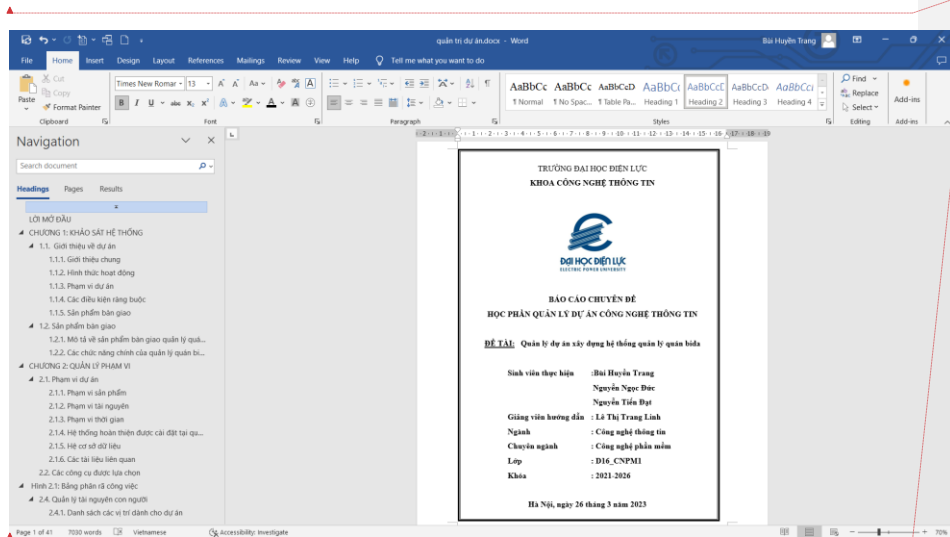 quản trị dự án.docx - Word
Bùi Huyền Trang
File Home Insert Design Layout References Mailings Review View Help Tell me what you want to do
Paste
Cut
Copy
Format Painter
Clipboard
Times New Romar 13
Font
Paragraph
AaBbCc AaBbCc AaBbCcD AaBbCc AaBbCcE AaBbCcD AaBbCcI
¶ Normal ¶ No Spac... ¶ Table Pa... Heading 1 Heading 2 Heading 3 Heading 4
Styles
Find
Replace
Select
Editing
Add-ins
Add-ins
Navigation
Search document
Headings Pages Results
LỜI MỞ ĐẦU
CHƯƠNG 1: KHẢO SÁT HỆ THỐNG
1.1. Giới thiệu về dự án
1.1.1. Giới thiệu chung
1.1.2. Hình thức hoạt động
1.1.3. Phạm vi dự án
1.1.4. Các điều kiện ràng buộc
1.1.5. Sản phẩm bàn giao
1.2. Sản phẩm bàn giao
1.2.1. Mô tả về sản phẩm bàn giao quản lý quá...
1.2.2. Các chức năng chính của quản lý quán bi...
CHƯƠNG 2: QUẢN LÝ PHẠM VI
2.1. Phạm vi dự án
2.1.1. Phạm vi sản phẩm
2.1.2. Phạm vi tài nguyên
2.1.3. Phạm vi thời gian
2.1.4. Hệ thống hoàn thiện được cài đặt tại qu...
2.1.5. Hệ cơ sở dữ liệu
2.1.6. Các tài liệu liên quan
2.2. Các công cụ được lựa chọn
Hình 2.1: Bảng phân rã công việc
2.4. Quản lý tài nguyên con người
2.4.1. Danh sách các vị trí dành cho dự án
TRƯỜNG ĐẠI HỌC ĐIỆN LỰC
KHOA CÔNG NGHỆ THÔNG TIN
ĐẠI HỌC ĐIỆN LỰC
ELECTRIC POWER UNIVERSITY
BÁO CÁO CHUYÊN ĐỀ
HỌC PHẦN QUẢN LÝ DỰ ÁN CÔNG NGHỆ THÔNG TIN
ĐỀ TÀI: Quản lý dự án xây dựng hệ thống quản lý quán bida
Sinh viên thực hiện :Bùi Huyền Trang
Nguyễn Ngọc Đức
Nguyễn Tiến Đạt
Giảng viên hướng dẫn : Lê Thị Trang Linh
Ngành : Công nghệ thông tin
Chuyên ngành : Công nghệ phần mềm
Lớp : D16_CNPM1
Khóa : 2021-2026
Hà Nội, ngày 26 tháng 3 năm 2023
Page 1 of 41 7030 words Vietnamese Accessibility: Investigate 70%